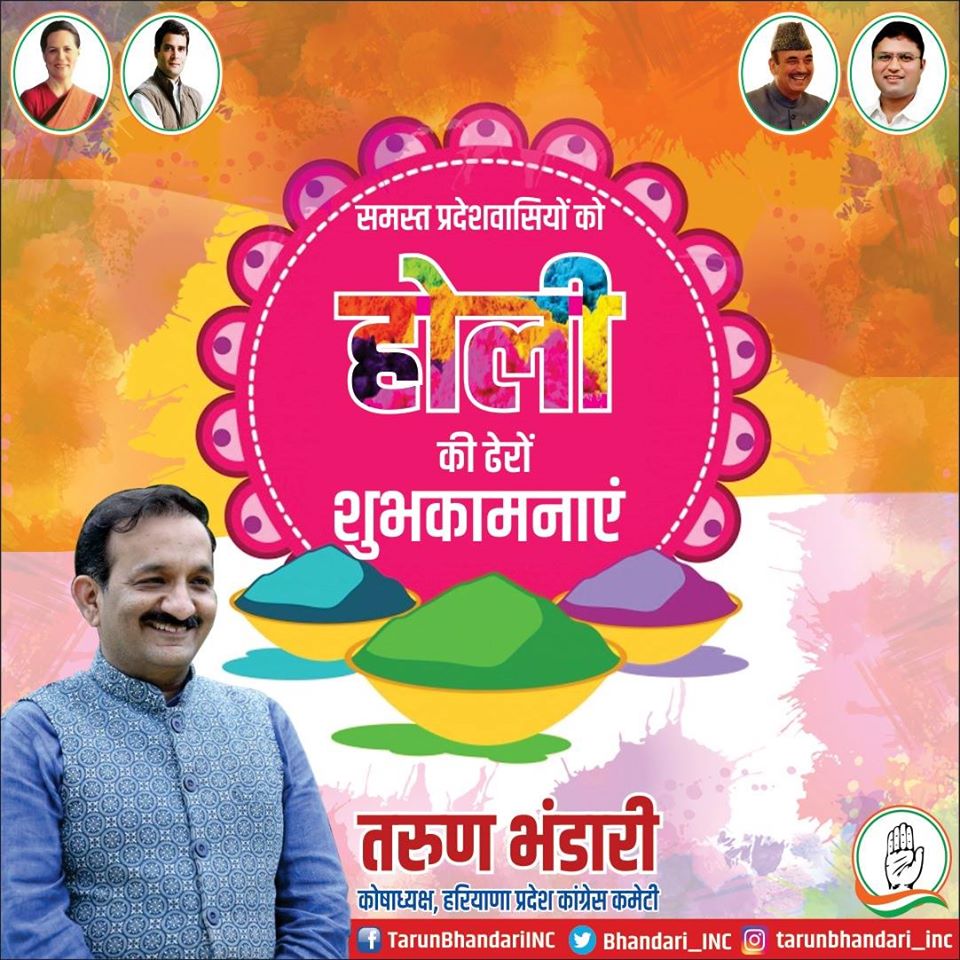 समस्त प्रदेशवासियों को
होली
की ढेरों
शुभकामनाएं
तरुण भंडारी
कोषाध्यक्ष, हरियाणा प्रदेश कांग्रेस कमेटी
TarunBhandariINC Bhandari_INC tarunbhandari_inc